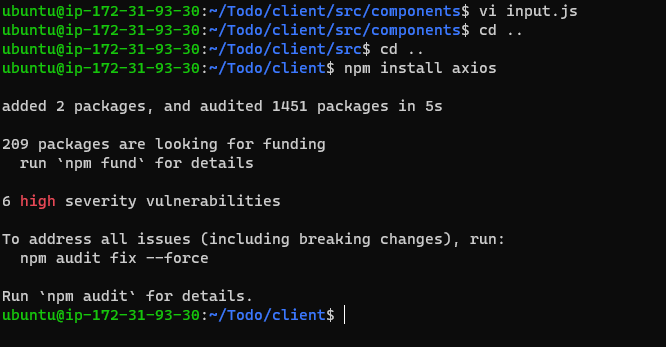 ubuntu@ip-172-31-93-30:~/Todo/client/src/components$ vi input.js
ubuntu@ip-172-31-93-30:~/Todo/client/src/components$ cd ..
ubuntu@ip-172-31-93-30:~/Todo/client/src$ cd ..
ubuntu@ip-172-31-93-30:~/Todo/client$ npm install axios
added 2 packages, and audited 1451 packages in 5s
209 packages are looking for funding
  run `npm fund` for details
6 high severity vulnerabilities
To address all issues (including breaking changes), run:
  npm audit fix --force
Run `npm audit` for details.
ubuntu@ip-172-31-93-30:~/Todo/client$